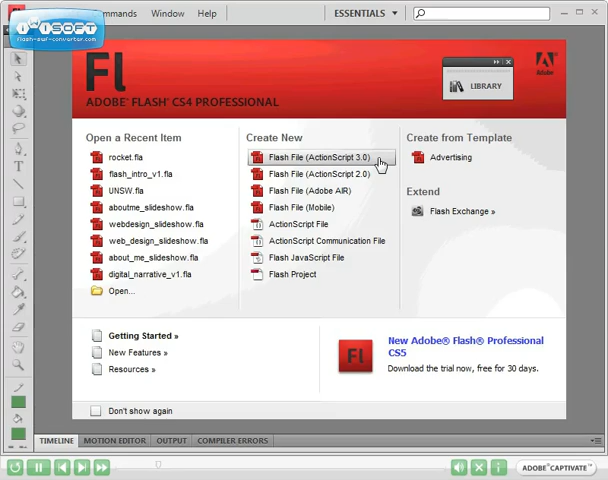 Commands Window Help ESSENTIALS
iWiSOFT
flash-swf-converter.com
Fl
ADOBE® FLASH® CS4 PROFESSIONAL
LIBRARY
Adobe
Open a Recent Item
rocket.fla
flash_intro_v1.fla
UNSW.fla
aboutme_slideshow.fla
webdesign_slideshow.fla
web_design_slideshow.fla
about_me_slideshow.fla
digital_narrative_v1.fla
Open...
Create New
Flash File (ActionScript 3.0)
Flash File (ActionScript 2.0)
Flash File (Adobe AIR)
Flash File (Mobile)
ActionScript File
ActionScript Communication File
Flash JavaScript File
Flash Project
Create from Template
Advertising
Extend
Flash Exchange »
Getting Started »
New Features »
Resources »
Fl
New Adobe® Flash® Professional
CS5
Download the trial now, free for 30 days.
Don't show again
TIMELINE MOTION EDITOR OUTPUT COMPILER ERRORS
ADOBE® CAPTIVATE™